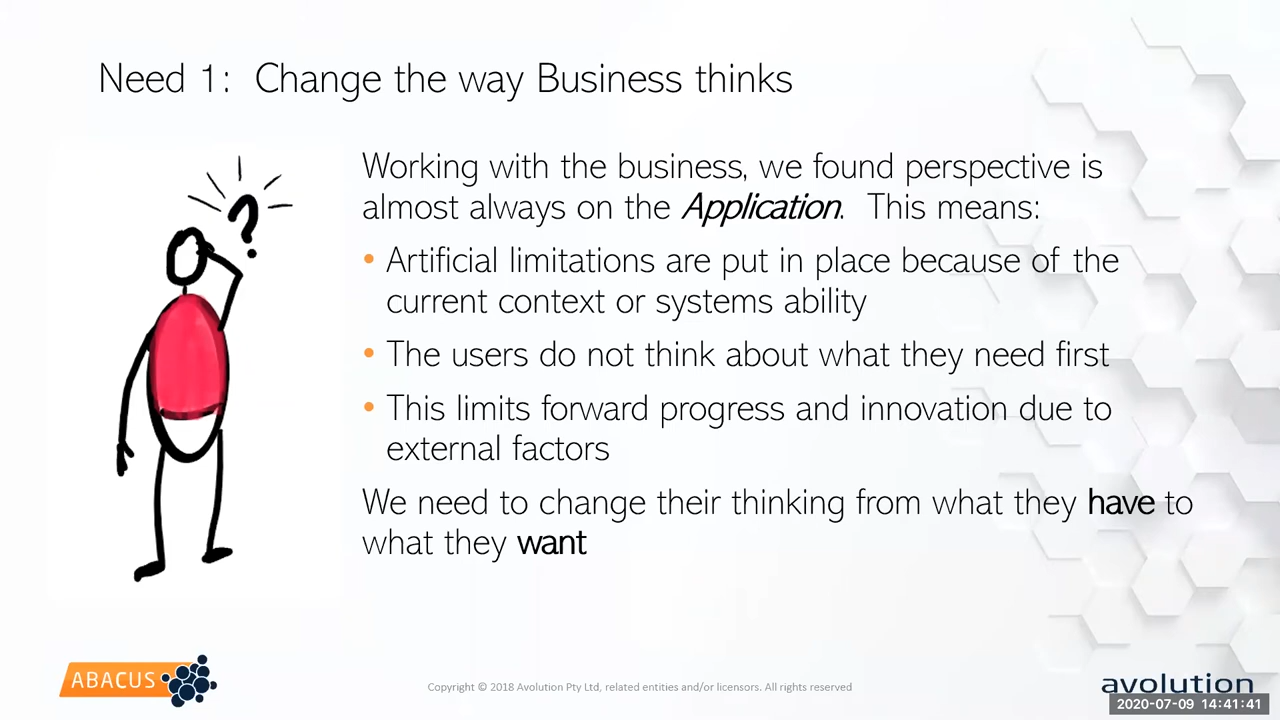 Need 1:  Change the way Business thinks
?
Working with the business, we found perspective is
almost always on the Application.  This means:
• Artificial limitations are put in place because of the
current context or systems ability
• The users do not think about what they need first
• This limits forward progress and innovation due to
external factors
We need to change their thinking from what they have to
what they want
ABACUS
Copyright © 2018 Avolution Pty Ltd, related entities and/or licensors. All rights reserved
avolution
2020-07-09 14:41:41